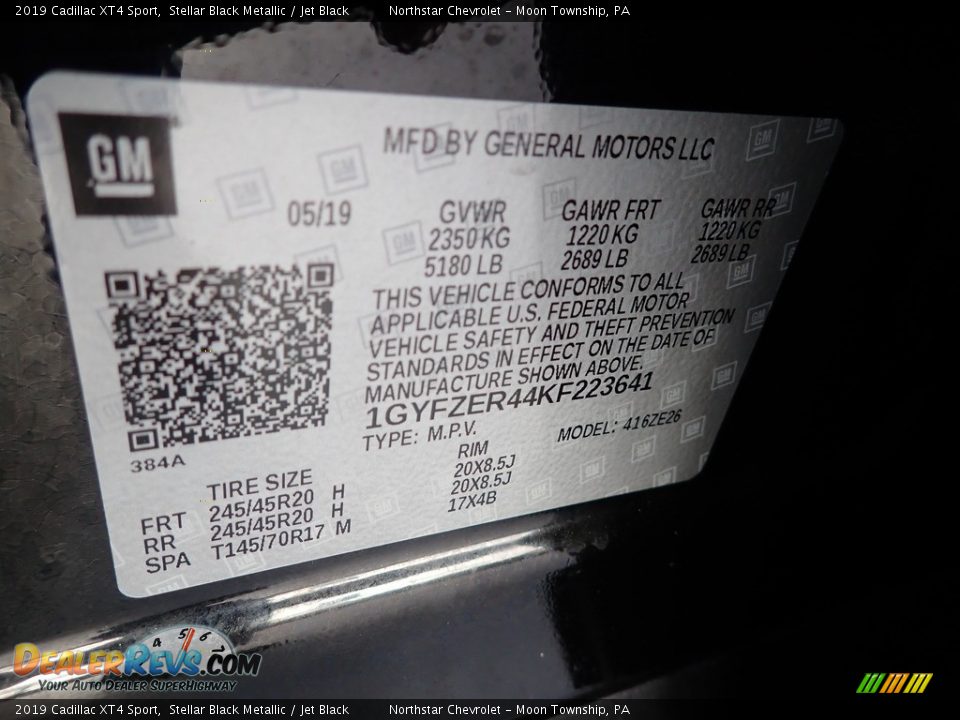 2019 Cadillac XT4 Sport,  Stellar Black Metallic / Jet Black          Northstar Chevrolet – Moon Township, PA
GM
MFD BY GENERAL MOTORS LLC
05/19
GVWR  GAWR FRT  GAWR RR
2350KG  1220 KG  1220 KG
5180 LB  2689 LB  2689 LB
THIS VEHICLE CONFORMS TO ALL
APPLICABLE U.S. FEDERAL MOTOR
VEHICLE SAFETY AND THEFT PREVENTION
STANDARDS IN EFFECT ON THE DATE OF
MANUFACTURE SHOWN ABOVE.
1GYFZER44KF223641
TYPE: M.P.V.  MODEL: 416ZE26
384A
TIRE SIZE  RIM
FRT  245/45R20  H  20X8.5J
RR  245/45R20  H  20X8.5J
SPA  T145/70R17  M  17X4B
4 5 6 7
DEALERREVS.COM
YOUR AUTO DEALER SUPERHIGHWAY
2019 Cadillac XT4 Sport,  Stellar Black Metallic / Jet Black          Northstar Chevrolet – Moon Township, PA